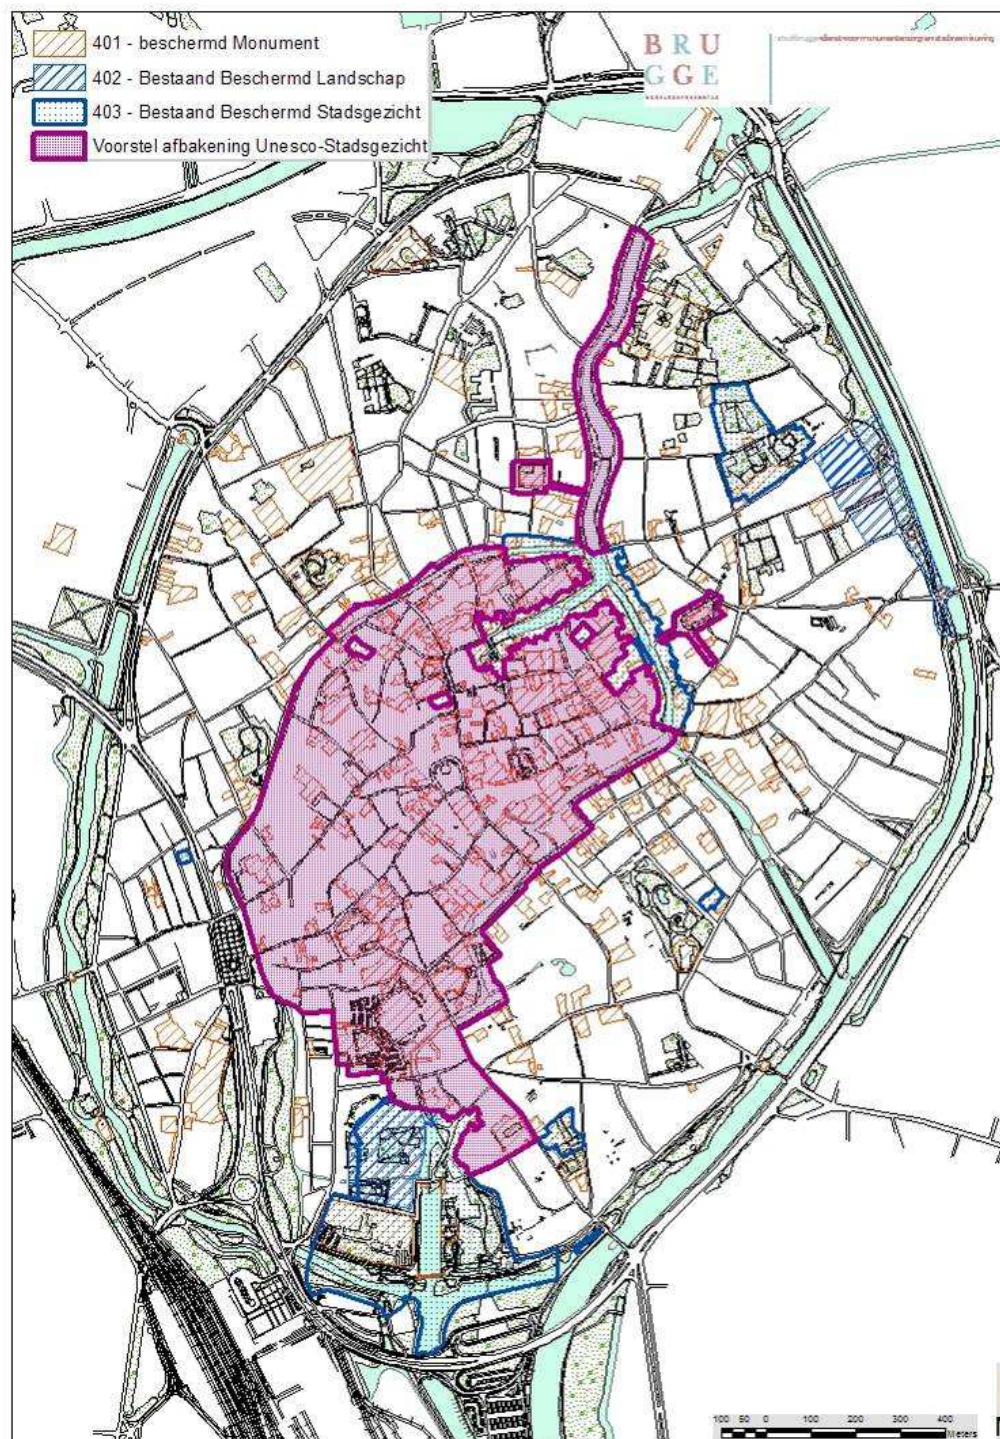 401 - beschermd Monument
402 - Bestaand Beschermd Landschap
403 - Bestaand Beschermd Stadsgezicht
Voorstel afbakening Unesco-Stadsgezicht
BRU
GGE
100 50 0 100 200 300 400
Meters